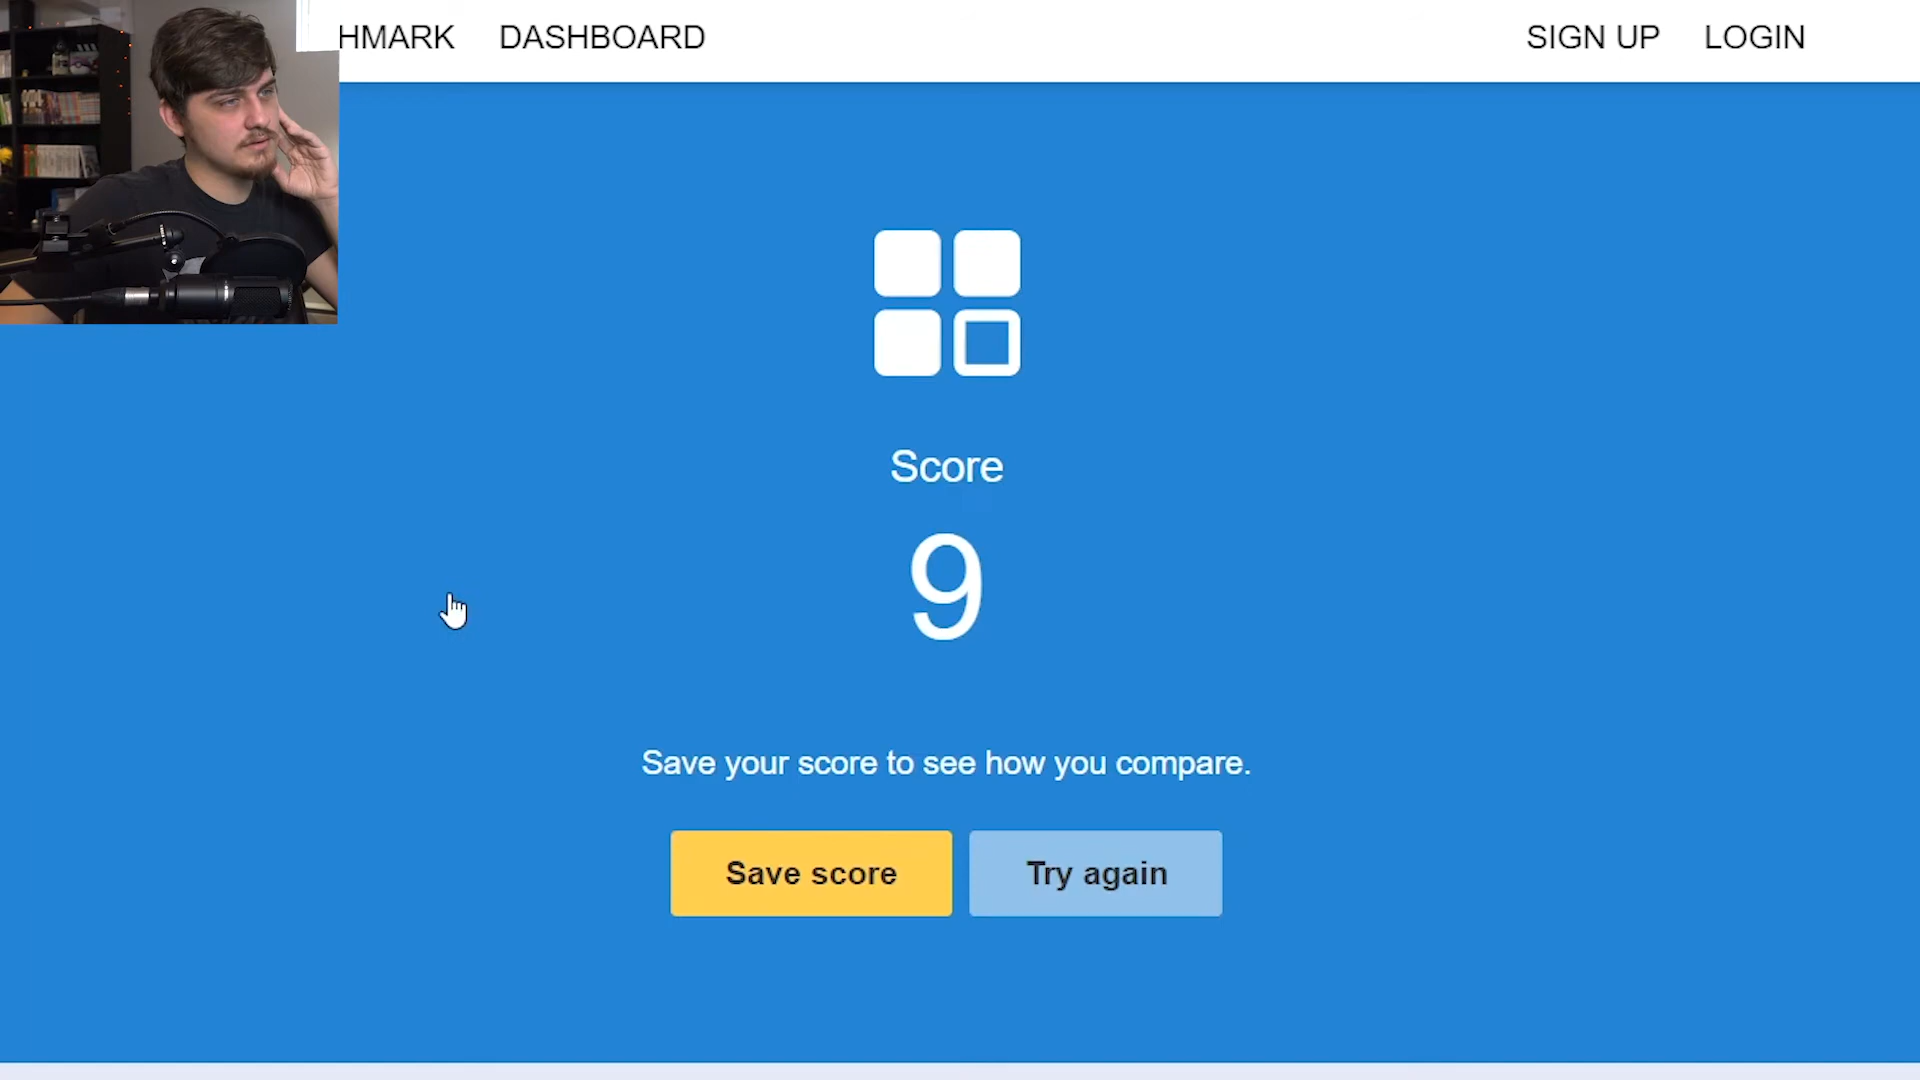 HMARK DASHBOARD SIGN UP LOGIN
Score
9
Save your score to see how you compare.
Save score Try again